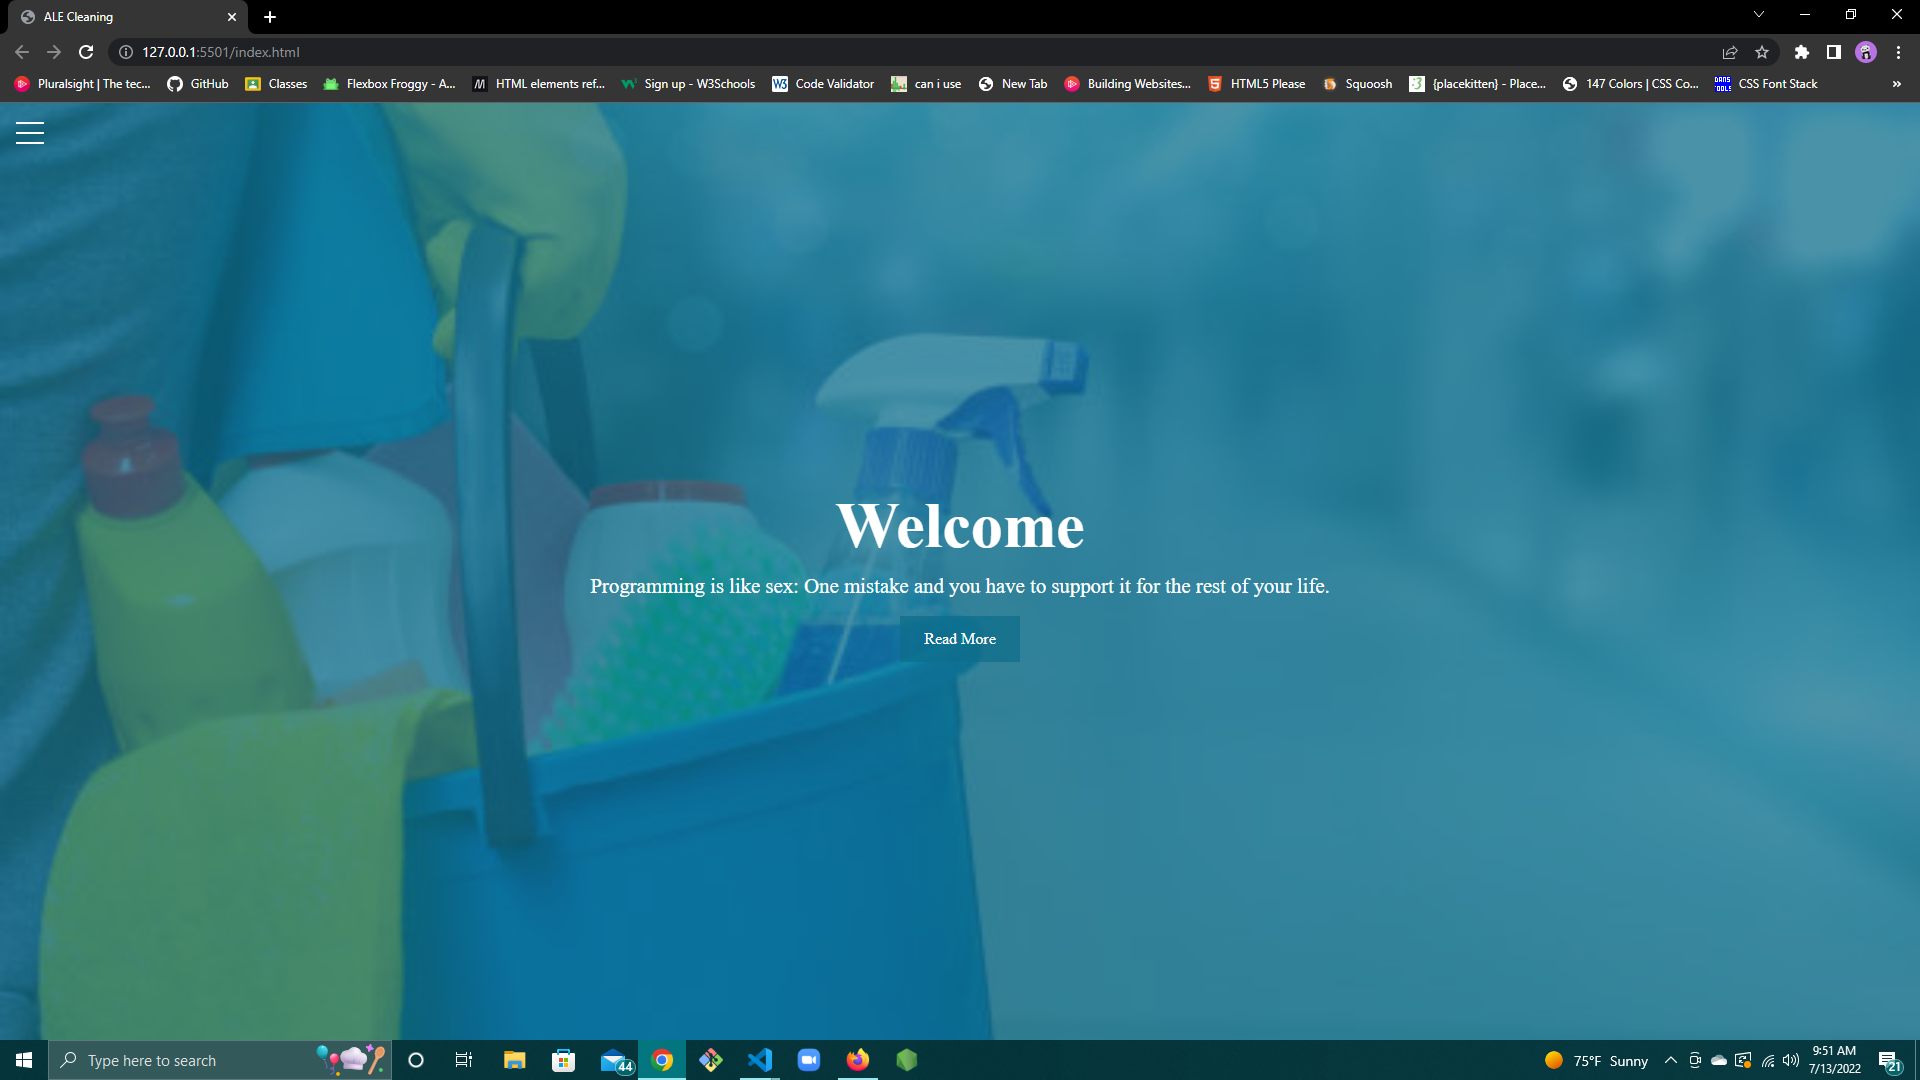 ALE Cleaning
127.0.0.1:5501/index.html
Pluralsight | The tec... GitHub Classes Flexbox Froggy - A... HTML elements ref... Sign up - W3Schools Code Validator can i use New Tab Building Websites... HTML5 Please Squoosh {placekitten} - Place... 147 Colors | CSS Co... CSS Font Stack »
Welcome
Programming is like sex: One mistake and you have to support it for the rest of your life.
Read More
Type here to search 44 75°F Sunny 9:51 AM
7/13/2022 21